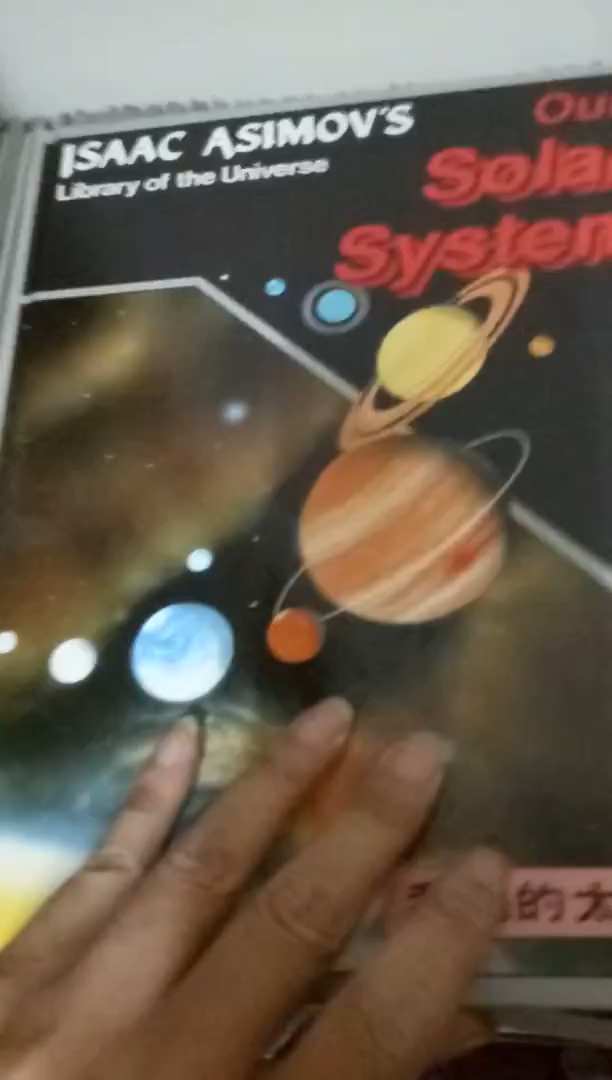 ISAAC ASIMOV'S
Library of the Universe
Our
Solar
System
的太